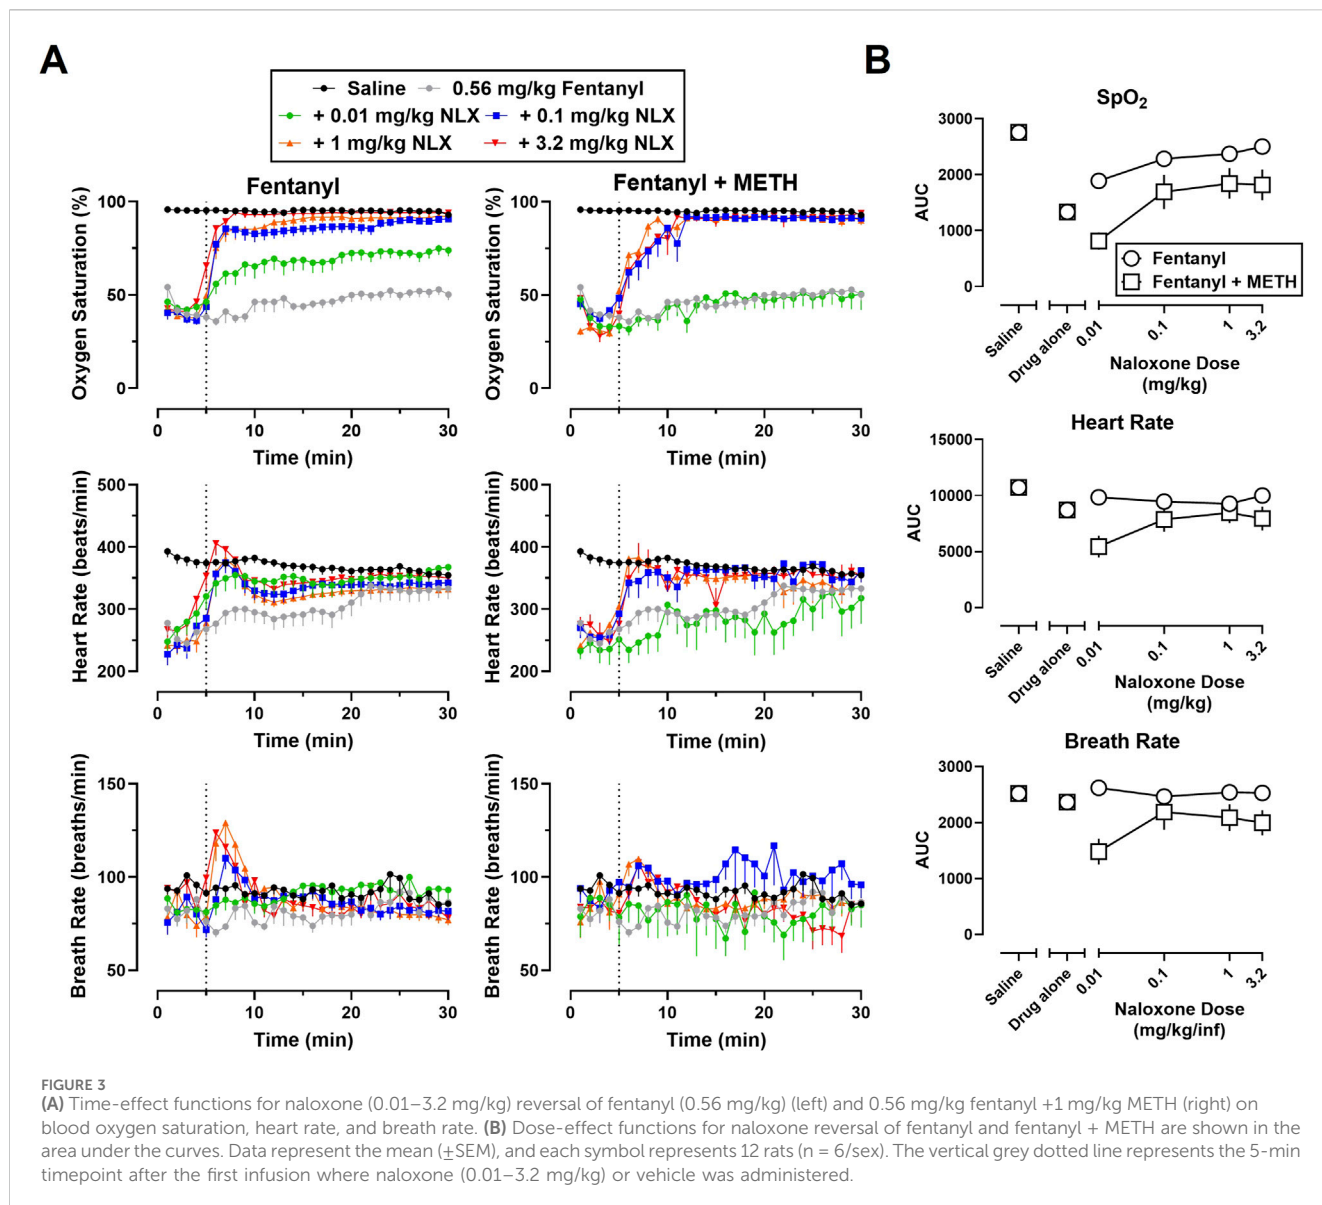 A
B
Saline 0.56 mg/kg Fentanyl
+ 0.01 mg/kg NLX + 0.1 mg/kg NLX
+ 1 mg/kg NLX + 3.2 mg/kg NLX
Fentanyl
Oxygen Saturation (%)
100
50
0
0 10 20 30
Time (min)
Fentanyl + METH
Oxygen Saturation (%)
100
50
0
0 10 20 30
Time (min)
SpO2
AUC
3000
2000
1000
0
Fentanyl
Fentanyl + METH
Saline Drug alone 0.01 0.1 1 3.2
Naloxone Dose
(mg/kg)
Heart Rate (beats/min)
500
400
300
200
0 10 20 30
Time (min)
Heart Rate (beats/min)
500
400
300
200
0 10 20 30
Time (min)
Heart Rate
AUC
15000
10000
5000
0
Saline Drug alone 0.01 0.1 1 3.2
Naloxone Dose
(mg/kg)
Breath Rate (breaths/min)
150
100
50
0 10 20 30
Time (min)
Breath Rate (breaths/min)
150
100
50
0 10 20 30
Time (min)
Breath Rate
AUC
3000
2000
1000
0
Saline Drug alone 0.01 0.1 1 3.2
Naloxone Dose
(mg/kg/inf)
FIGURE 3
(A) Time-effect functions for naloxone (0.01–3.2 mg/kg) reversal of fentanyl (0.56 mg/kg) (left) and 0.56 mg/kg fentanyl +1 mg/kg METH (right) on
blood oxygen saturation, heart rate, and breath rate. (B) Dose-effect functions for naloxone reversal of fentanyl and fentanyl + METH are shown in the
area under the curves. Data represent the mean (±SEM), and each symbol represents 12 rats (n = 6/sex). The vertical grey dotted line represents the 5-min
timepoint after the first infusion where naloxone (0.01–3.2 mg/kg) or vehicle was administered.